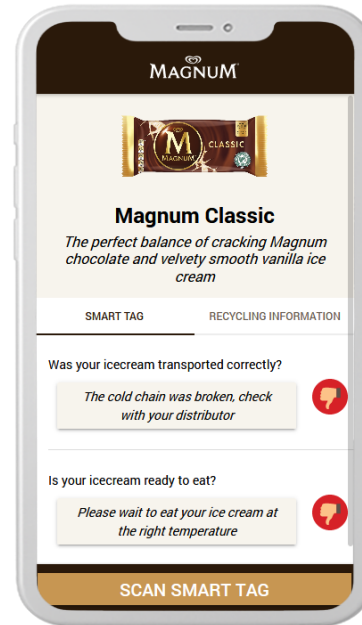 MAGNUM
M
MAGNUM
CLASSIC
Magnum Classic
The perfect balance of cracking Magnum
chocolate and velvety smooth vanilla ice
cream
SMART TAG RECYCLING INFORMATION
Was your icecream transported correctly?
The cold chain was broken, check
with your distributor
Is your icecream ready to eat?
Please wait to eat your ice cream at
the right temperature
SCAN SMART TAG